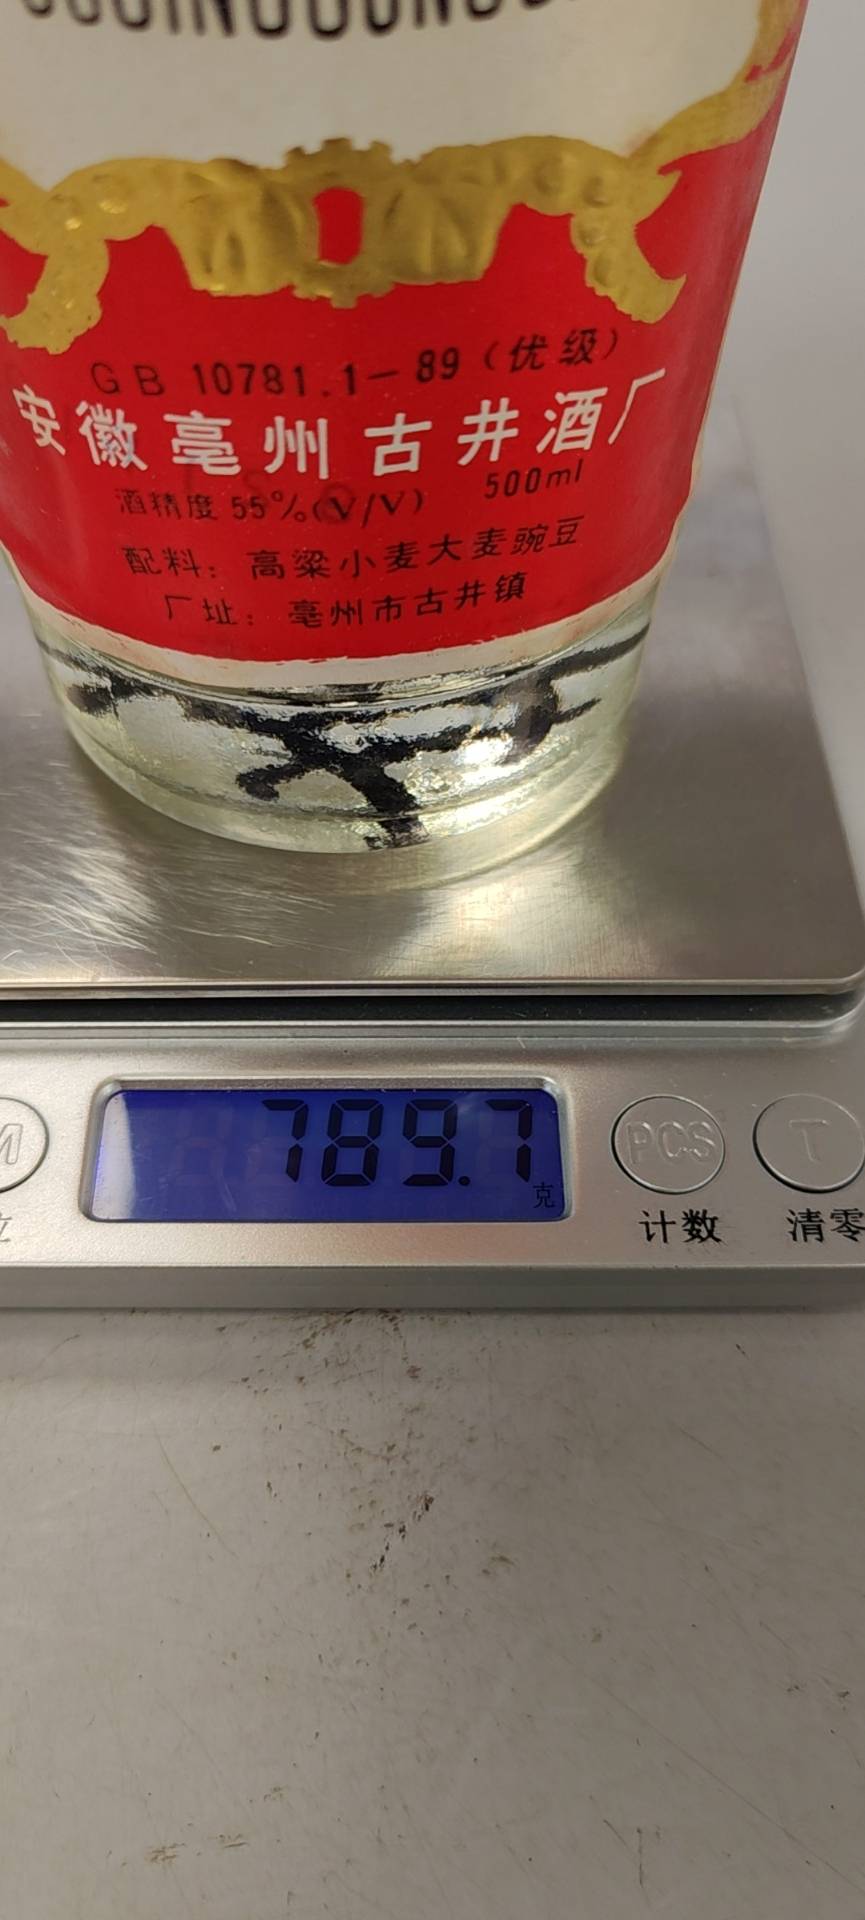 GB 10781.1-89（优级）
安徽亳州古井酒厂
酒精度 55%(V/V) 500ml
配料：高粱小麦大麦豌豆
厂址：亳州市古井镇
789.7
克
PCS
T
计数
清零